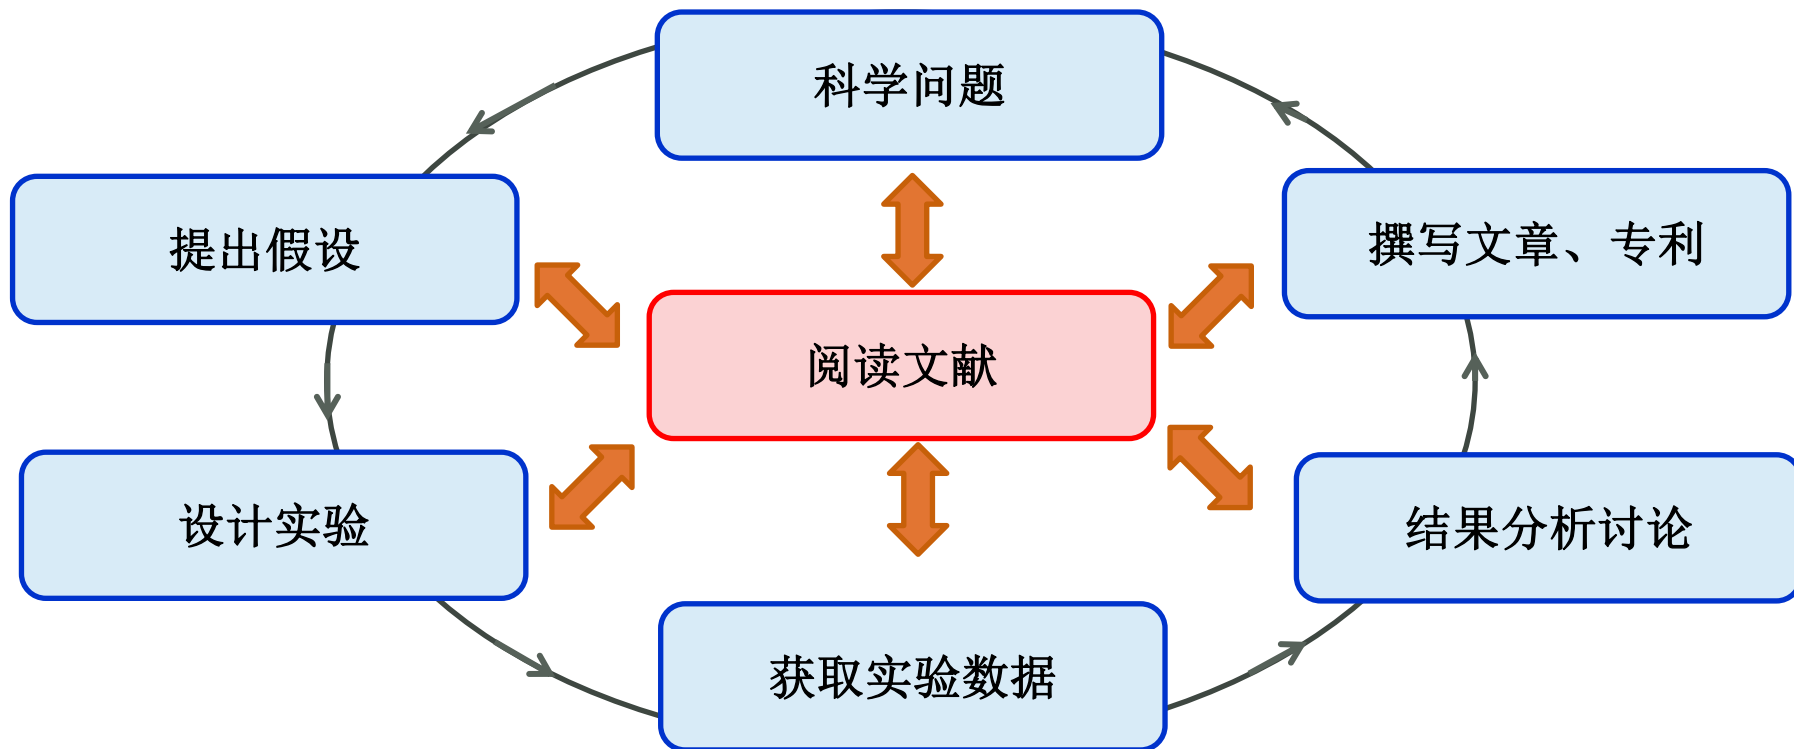 科学问题
提出假设
撰写文章、专利
阅读文献
设计实验
结果分析讨论
获取实验数据